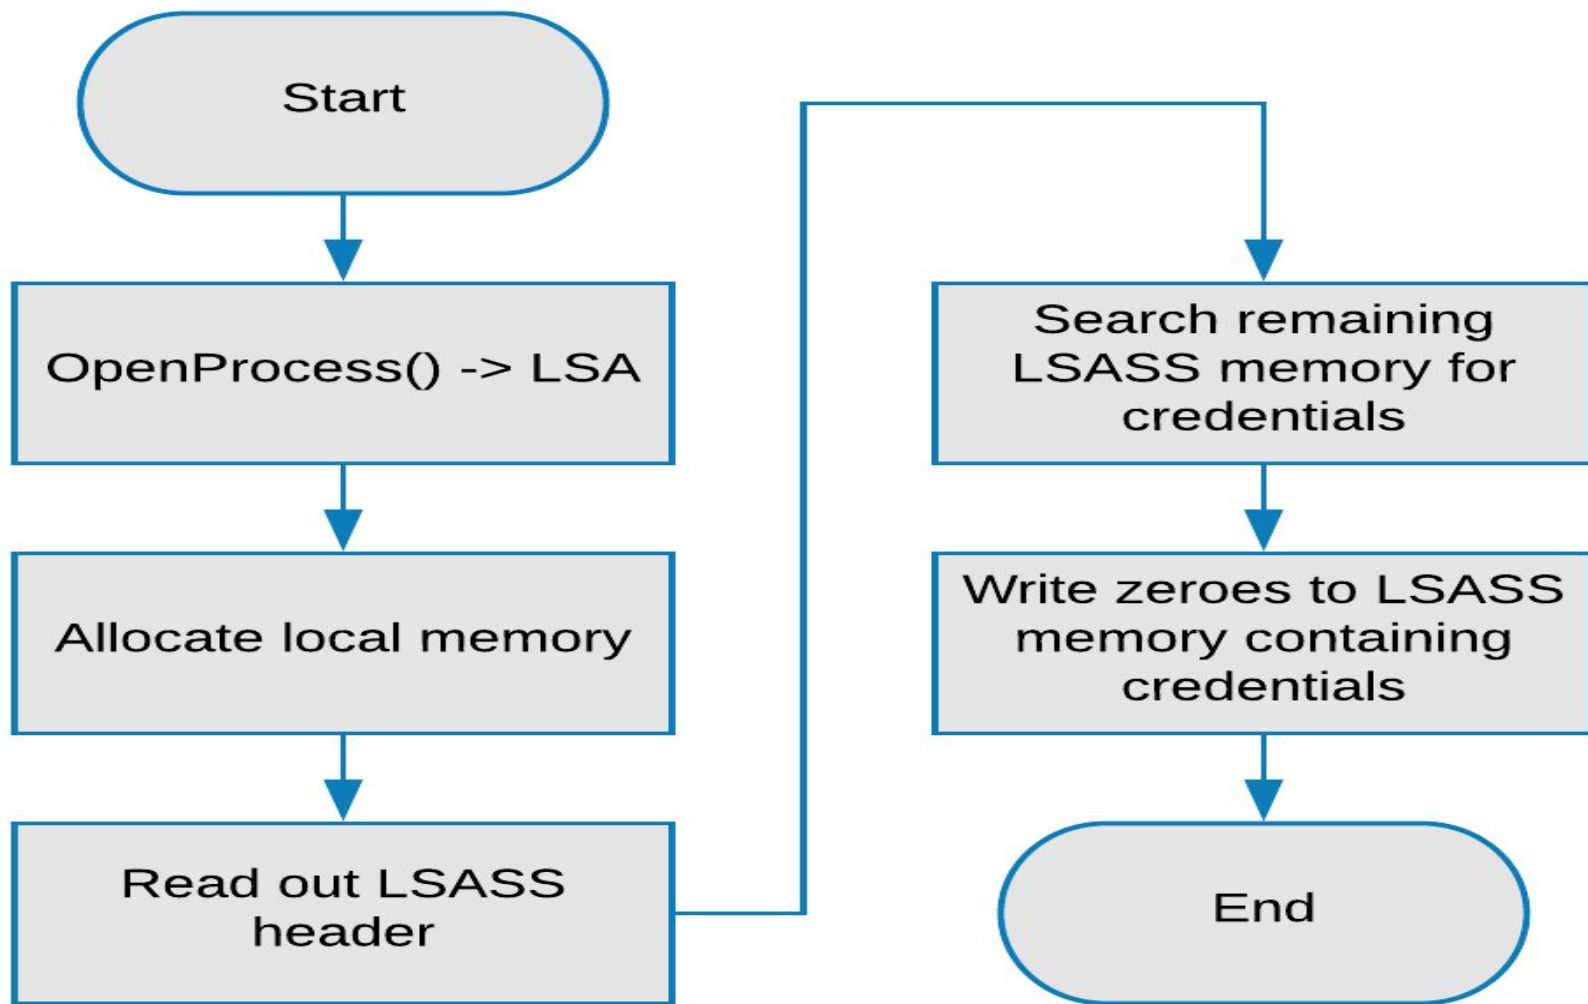 Start
OpenProcess() -> LSA
Allocate local memory
Read out LSASS
header
Search remaining
LSASS memory for
credentials
Write zeroes to LSASS
memory containing
credentials
End